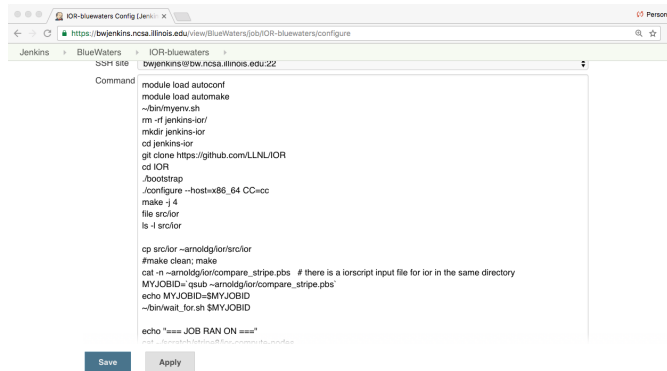 IOR-bluewaters Config [Jenkin
Person
https://bwjenkins.ncsa.illinois.edu/view/BlueWaters/job/IOR-bluewaters/configure
Jenkins BlueWaters IOR-bluewaters
SSH site bwjenkins@bw.ncsa.illinois.edu:22
Command
module load autoconf
module load automake
~/bin/myenv.sh
rm -rf jenkins-ior/
mkdir jenkins-ior
cd jenkins-ior
git clone https://github.com/LLNL/IOR
cd IOR
./bootstrap
./configure --host=x86_64 CC=cc
make -j 4
file src/ior
ls -l src/ior
cp src/ior ~arnoldg/ior/src/ior
#make clean; make
cat -n ~arnoldg/ior/compare_stripe.pbs # there is a iorscript input file for ior in the same directory
MYJOBID=`qsub ~arnoldg/ior/compare_stripe.pbs`
echo MYJOBID=$MYJOBID
~/bin/wait_for.sh $MYJOBID
echo "=== JOB RAN ON ==="
Save Apply